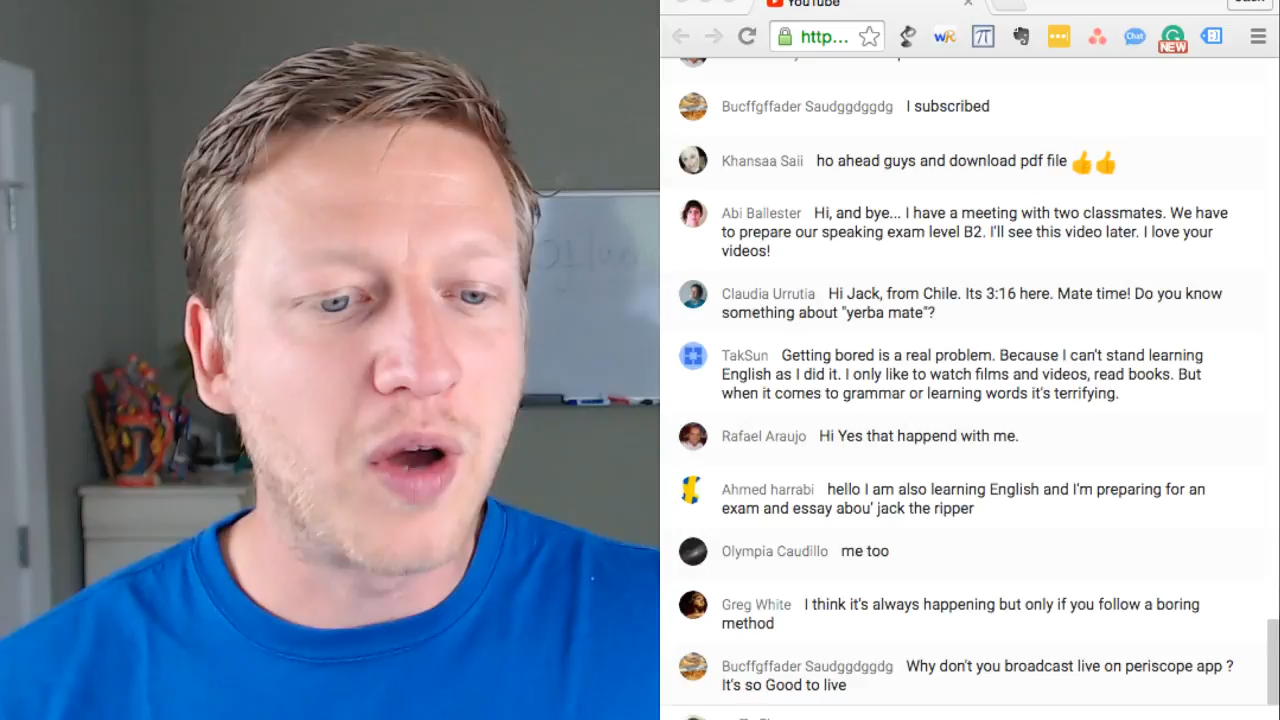 YouTube
http...
wR
π
Chat
NEW
Bucffgffader Saudggdggdg I subscribed
Khansaa Saii ho ahead guys and download pdf file 👍👍
Abi Ballester Hi, and bye... I have a meeting with two classmates. We have
to prepare our speaking exam level B2. I'll see this video later. I love your
videos!
Claudia Urrutia Hi Jack, from Chile. Its 3:16 here. Mate time! Do you know
something about "yerba mate"?
TakSun Getting bored is a real problem. Because I can't stand learning
English as I did it. I only like to watch films and videos, read books. But
when it comes to grammar or learning words it's terrifying.
Rafael Araujo Hi Yes that happend with me.
Ahmed harrabi hello I am also learning English and I'm preparing for an
exam and essay abou' jack the ripper
Olympia Caudillo me too
Greg White I think it's always happening but only if you follow a boring
method
Bucffgffader Saudggdggdg Why don't you broadcast live on periscope app ?
It's so Good to live